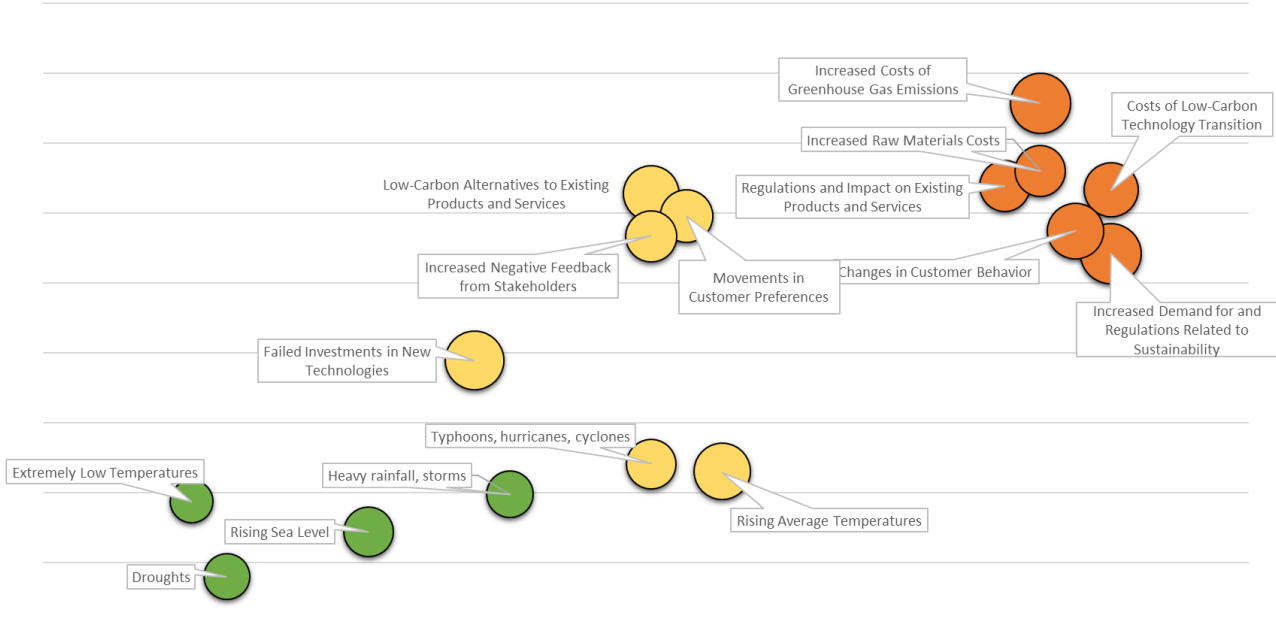 Increased Costs of
Greenhouse Gas Emissions
Costs of Low-Carbon
Technology Transition
Increased Raw Materials Costs
Low-Carbon Alternatives to Existing
Products and Services
Regulations and Impact on Existing
Products and Services
Increased Negative Feedback
from Stakeholders
Movements in
Customer Preferences
Changes in Customer Behavior
Increased Demand for and
Regulations Related to
Sustainability
Failed Investments in New
Technologies
Typhoons, hurricanes, cyclones
Extremely Low Temperatures
Heavy rainfall, storms
Rising Average Temperatures
Rising Sea Level
Droughts